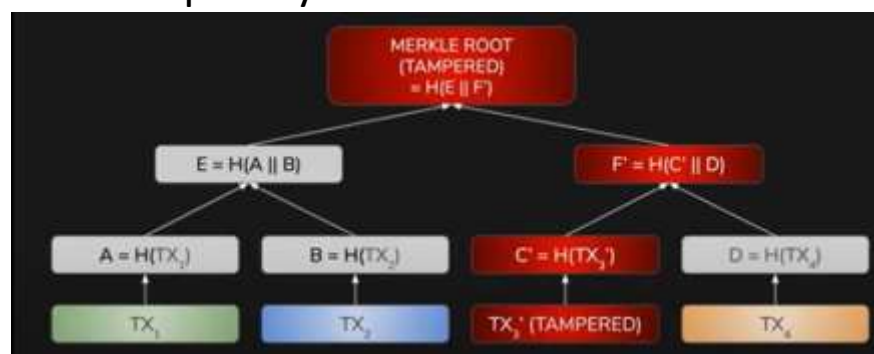 MERKLE ROOT
(TAMPERED)
= H(E || F')
E = H(A || B)
F' = H(C' || D)
A = H(TX₁)
B = H(TX₂)
C' = H(TX₃')
D = H(TX₄)
TX₁
TX₂
TX₃' (TAMPERED)
TX₄